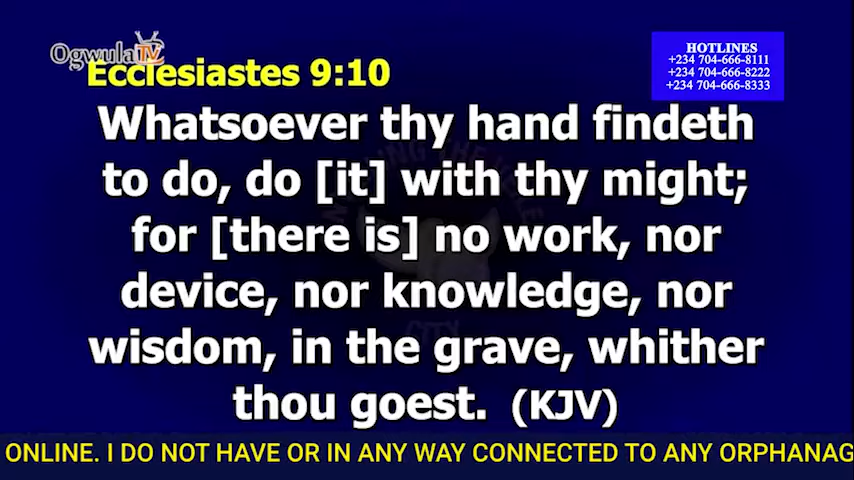 OgwulaTV
HOTLINES
+234 704-666-8111
+234 704-666-8222
+234 704-666-8333
Ecclesiastes 9:10
Whatsoever thy hand findeth
to do, do [it] with thy might;
for [there is] no work, nor
device, nor knowledge, nor
wisdom, in the grave, whither
thou goest. (KJV)
ONLINE. I DO NOT HAVE OR IN ANY WAY CONNECTED TO ANY ORPHANAG